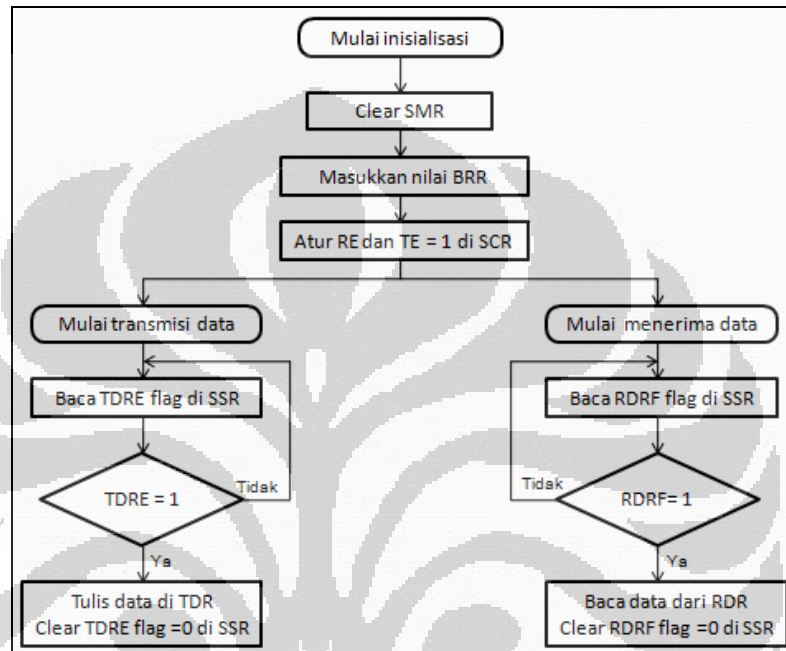 Mulai inisialisasi
Clear SMR
Masukkan nilai BRR
Atur RE dan TE = 1 di SCR
Mulai transmisi data
Baca TDRE flag di SSR
TDRE = 1
Tidak
Ya
Tulis data di TDR
Clear TDRE flag =0 di SSR
Mulai menerima data
Baca RDRF flag di SSR
RDRF= 1
Tidak
Ya
Baca data dari RDR
Clear RDRF flag =0 di SSR